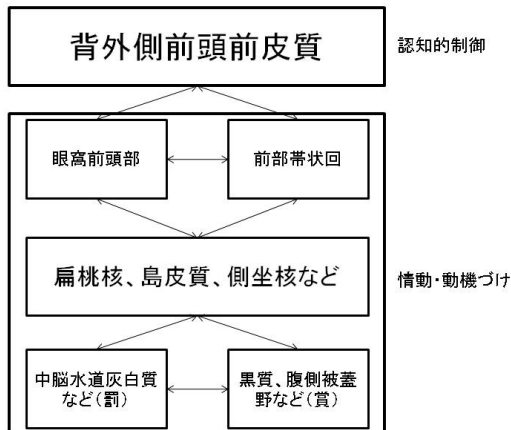 背外側前頭前皮質
認知的制御
眼窩前頭部
前部帯状回
扁桃核、島皮質、側坐核など
情動・動機づけ
中脳水道灰白質
など(罰)
黒質、腹側被蓋
野など(賞)